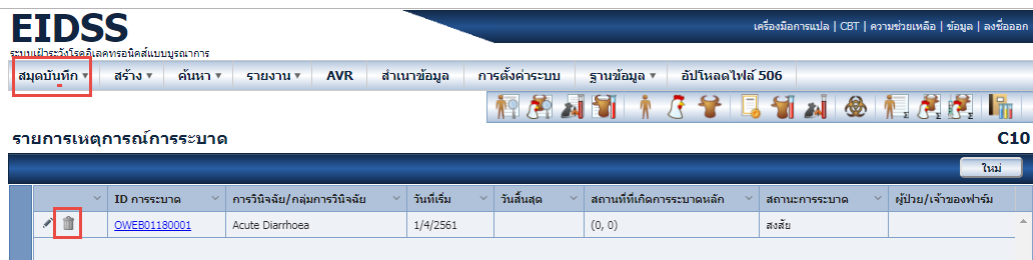 EIDSS
เครื่องมือการแปล | CBT | ความช่วยเหลือ | ข้อมูล | ลงชื่อออก
ระบบเฝ้าระวังโรคอิเลคทรอนิคส์แบบบูรณาการ
สมุดบันทึก สร้าง ค้นหา รายงาน AVR สำเนาข้อมูล การตั้งค่าระบบ ฐานข้อมูล อัปโหลดไฟล์ 506
รายการเหตุการณ์การระบาด C10
ใหม่
ID การระบาด การวินิจฉัย/กลุ่มการวินิจฉัย วันที่เริ่ม วันสิ้นสุด สถานที่ที่เกิดการระบาดหลัก สถานะการระบาด ผู้ป่วย/เจ้าของฟาร์ม
OWEB01180001 Acute Diarrhoea 1/4/2561 (0, 0) สงสัย